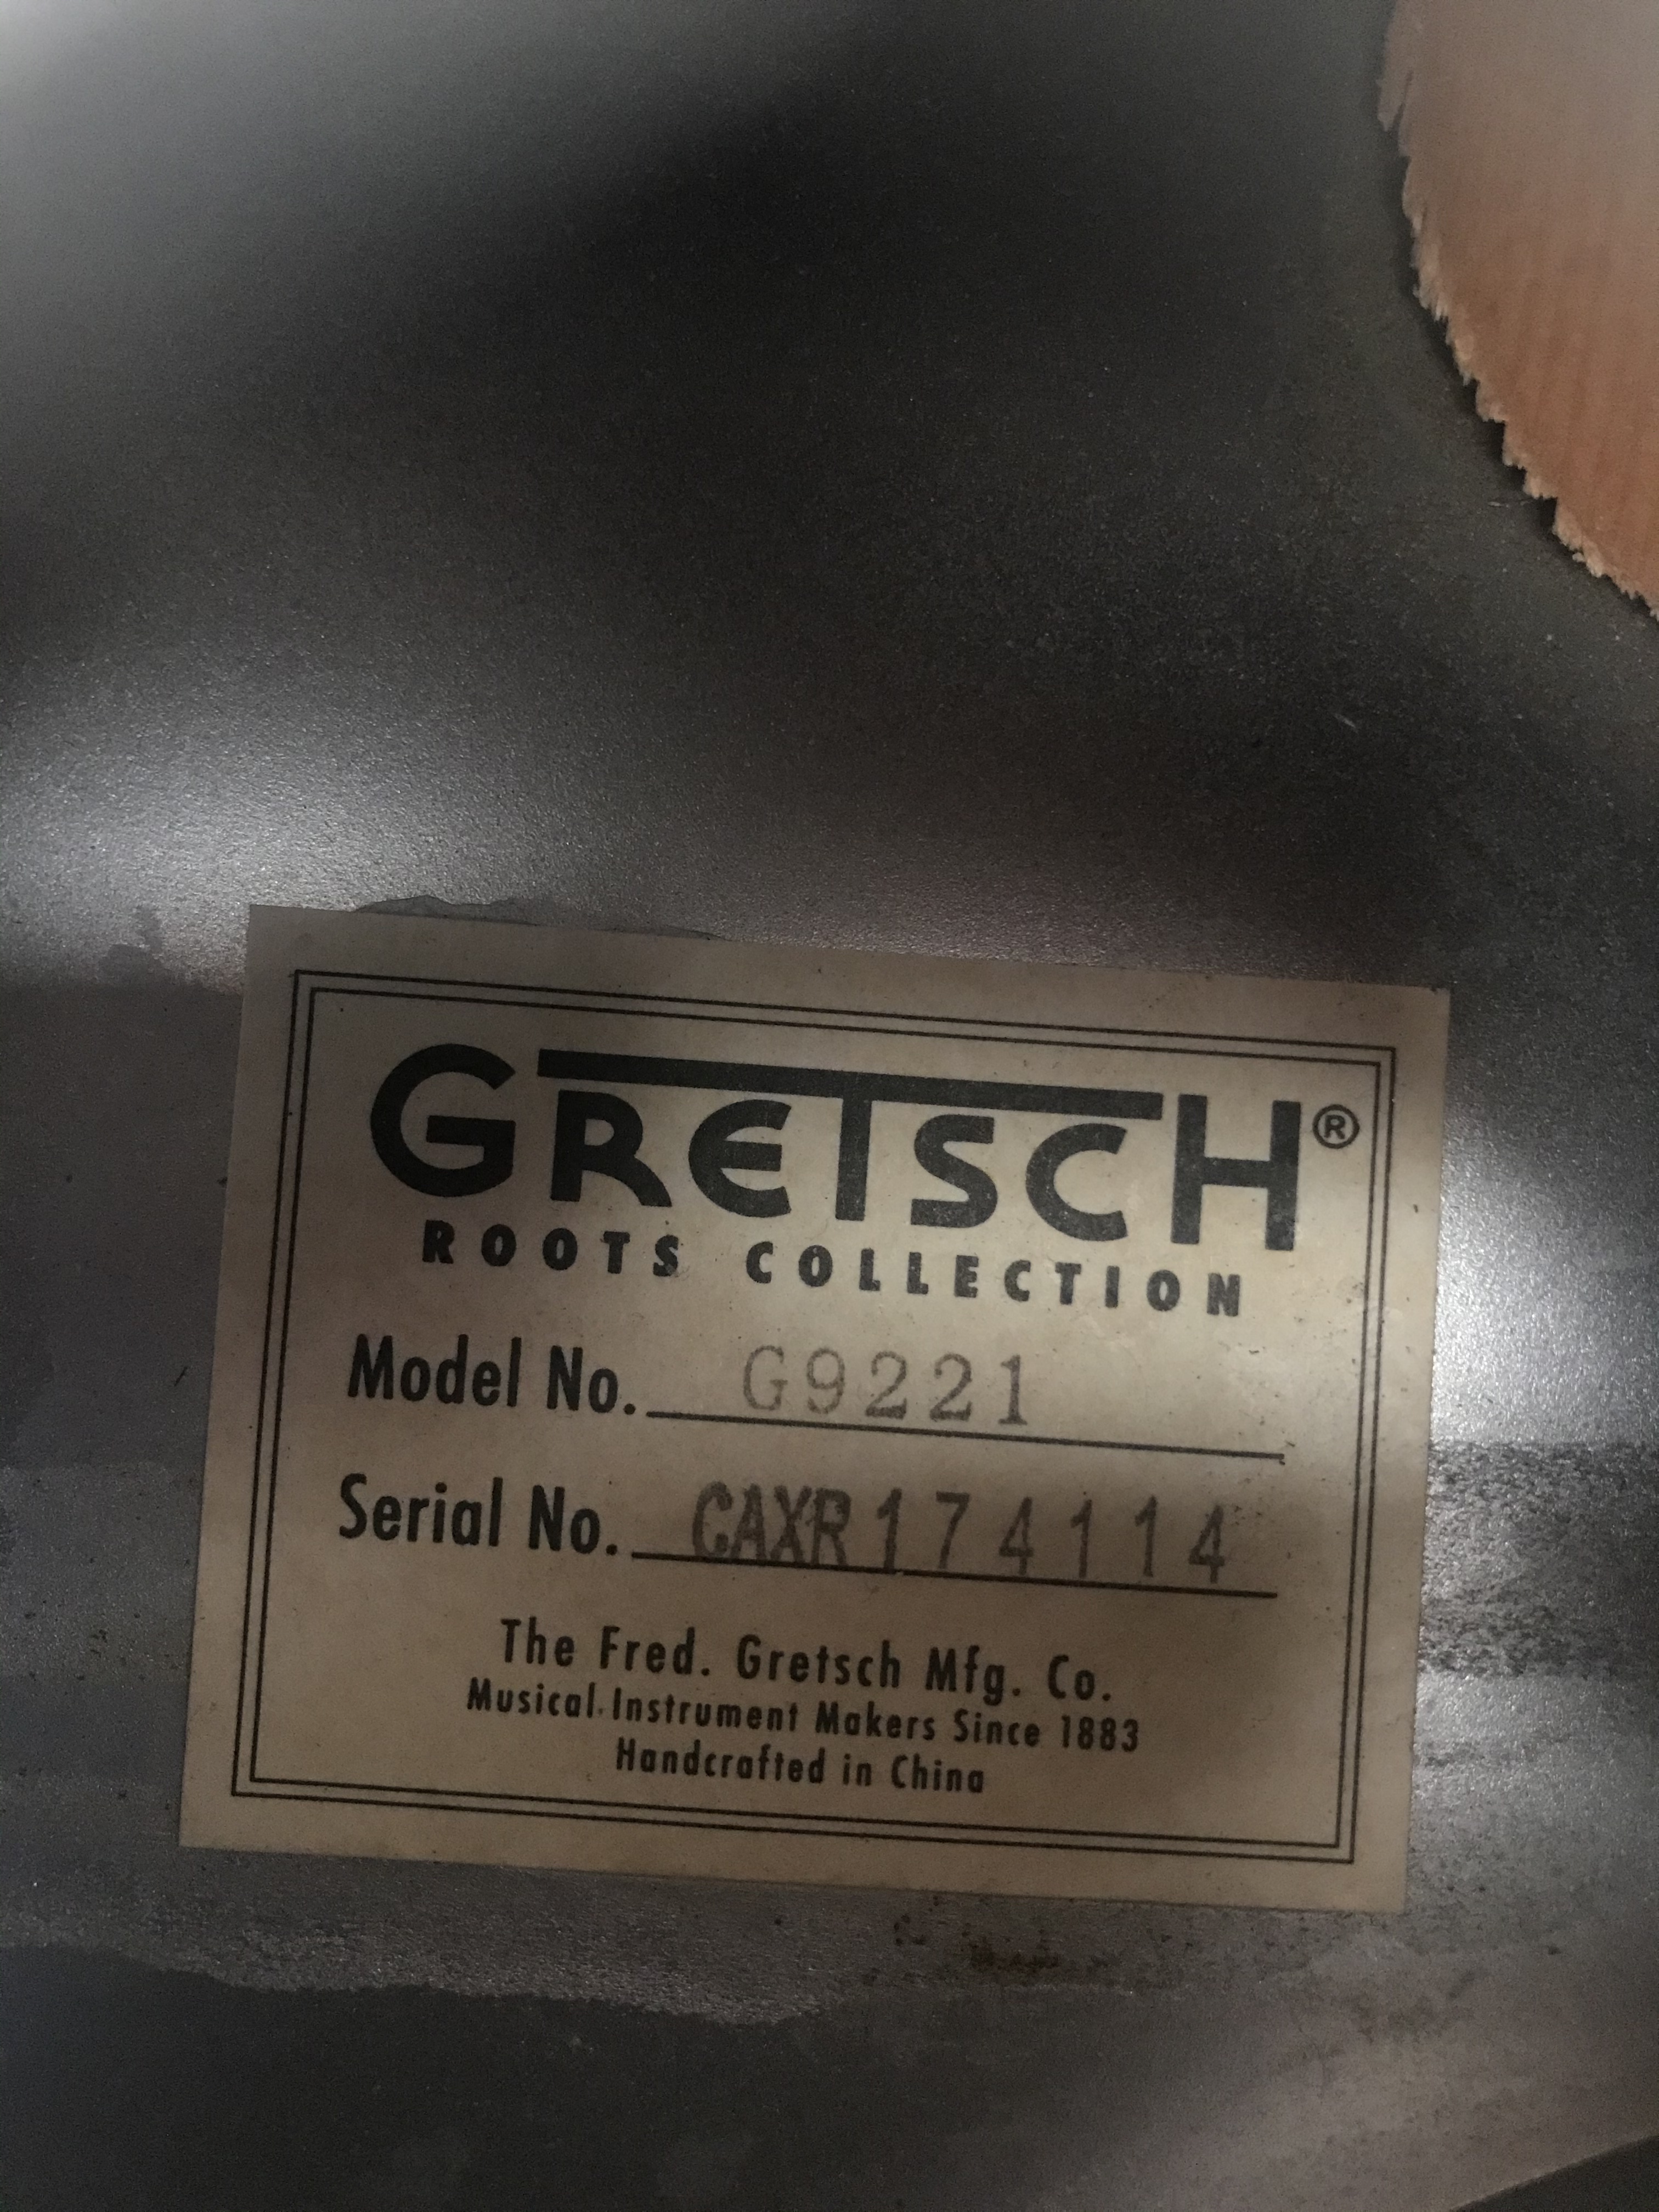 GRETSCH®
ROOTS COLLECTION
Model No. G9221
Serial No. CAXR174114
The Fred. Gretsch Mfg. Co.
Musical Instrument Makers Since 1883
Handcrafted in China